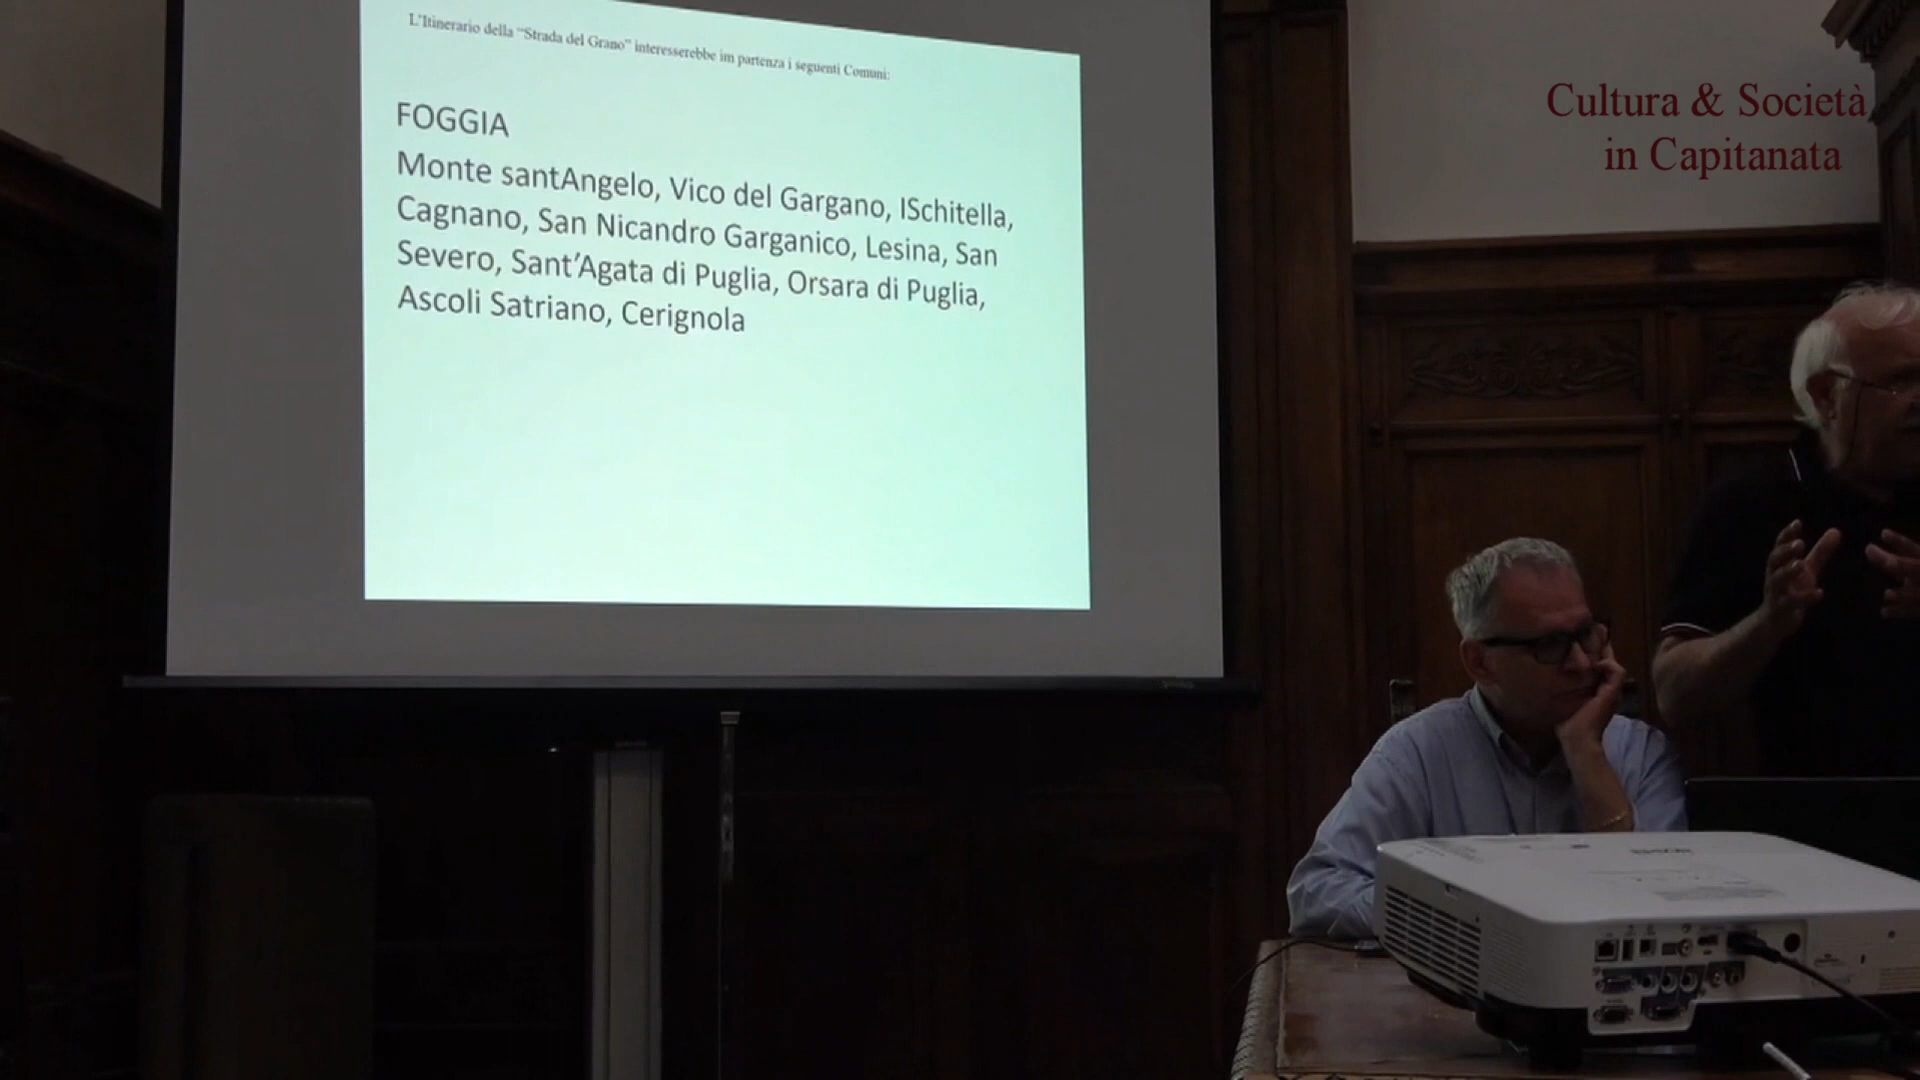 L'Itinerario della "Strada del Grano" interesserebbe im partenza i seguenti Comuni:
FOGGIA
Monte santAngelo, Vico del Gargano, ISchitella,
Cagnano, San Nicandro Garganico, Lesina, San
Severo, Sant'Agata di Puglia, Orsara di Puglia,
Ascoli Satriano, Cerignola
Cultura & Società
in Capitanata